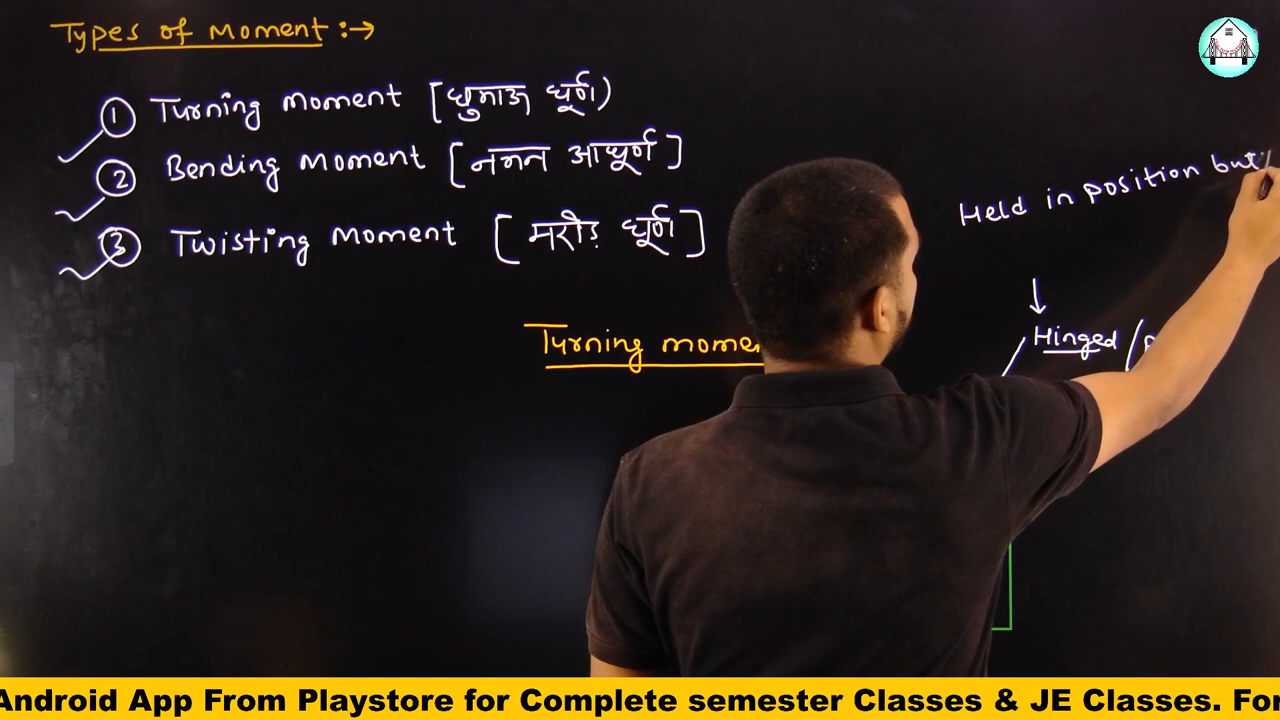 Types of Moment :→
① Turning Moment [घुमाऊ घूर्ण)
② Bending Moment [नमन आघूर्ण]
③ Twisting Moment [मरोड़ घूर्ण]
Held in position but
Hinged /
Turning momen
Android App From Playstore for Complete semester Classes & JE Classes. For